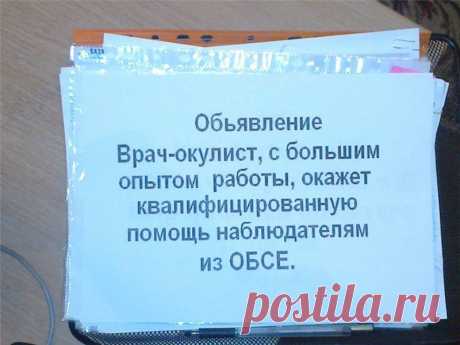 Обьявление
Врач-окулист, с большим
опытом работы, окажет
квалифицированную
помощь наблюдателям
из ОБСЕ.
postila.ru